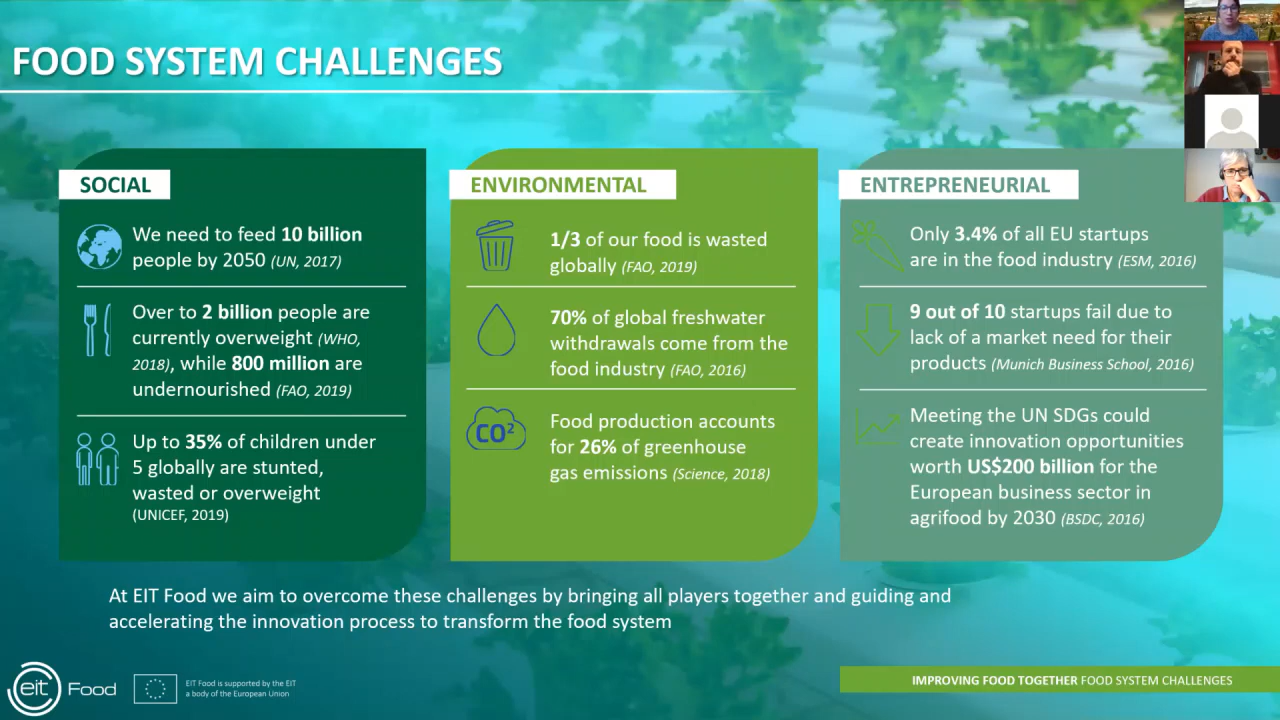 FOOD SYSTEM CHALLENGES
SOCIAL
We need to feed 10 billion
people by 2050 (UN, 2017)
Over to 2 billion people are
currently overweight (WHO,
2018), while 800 million are
undernourished (FAO, 2019)
Up to 35% of children under
5 globally are stunted,
wasted or overweight
(UNICEF, 2019)
ENVIRONMENTAL
1/3 of our food is wasted
globally (FAO, 2019)
70% of global freshwater
withdrawals come from the
food industry (FAO, 2016)
CO²
Food production accounts
for 26% of greenhouse
gas emissions (Science, 2018)
ENTREPRENEURIAL
Only 3.4% of all EU startups
are in the food industry (ESM, 2016)
9 out of 10 startups fail due to
lack of a market need for their
products (Munich Business School, 2016)
Meeting the UN SDGs could
create innovation opportunities
worth US$200 billion for the
European business sector in
agrifood by 2030 (BSDC, 2016)
At EIT Food we aim to overcome these challenges by bringing all players together and guiding and
accelerating the innovation process to transform the food system
eit Food
EIT Food is supported by the EIT
a body of the European Union
IMPROVING FOOD TOGETHER FOOD SYSTEM CHALLENGES